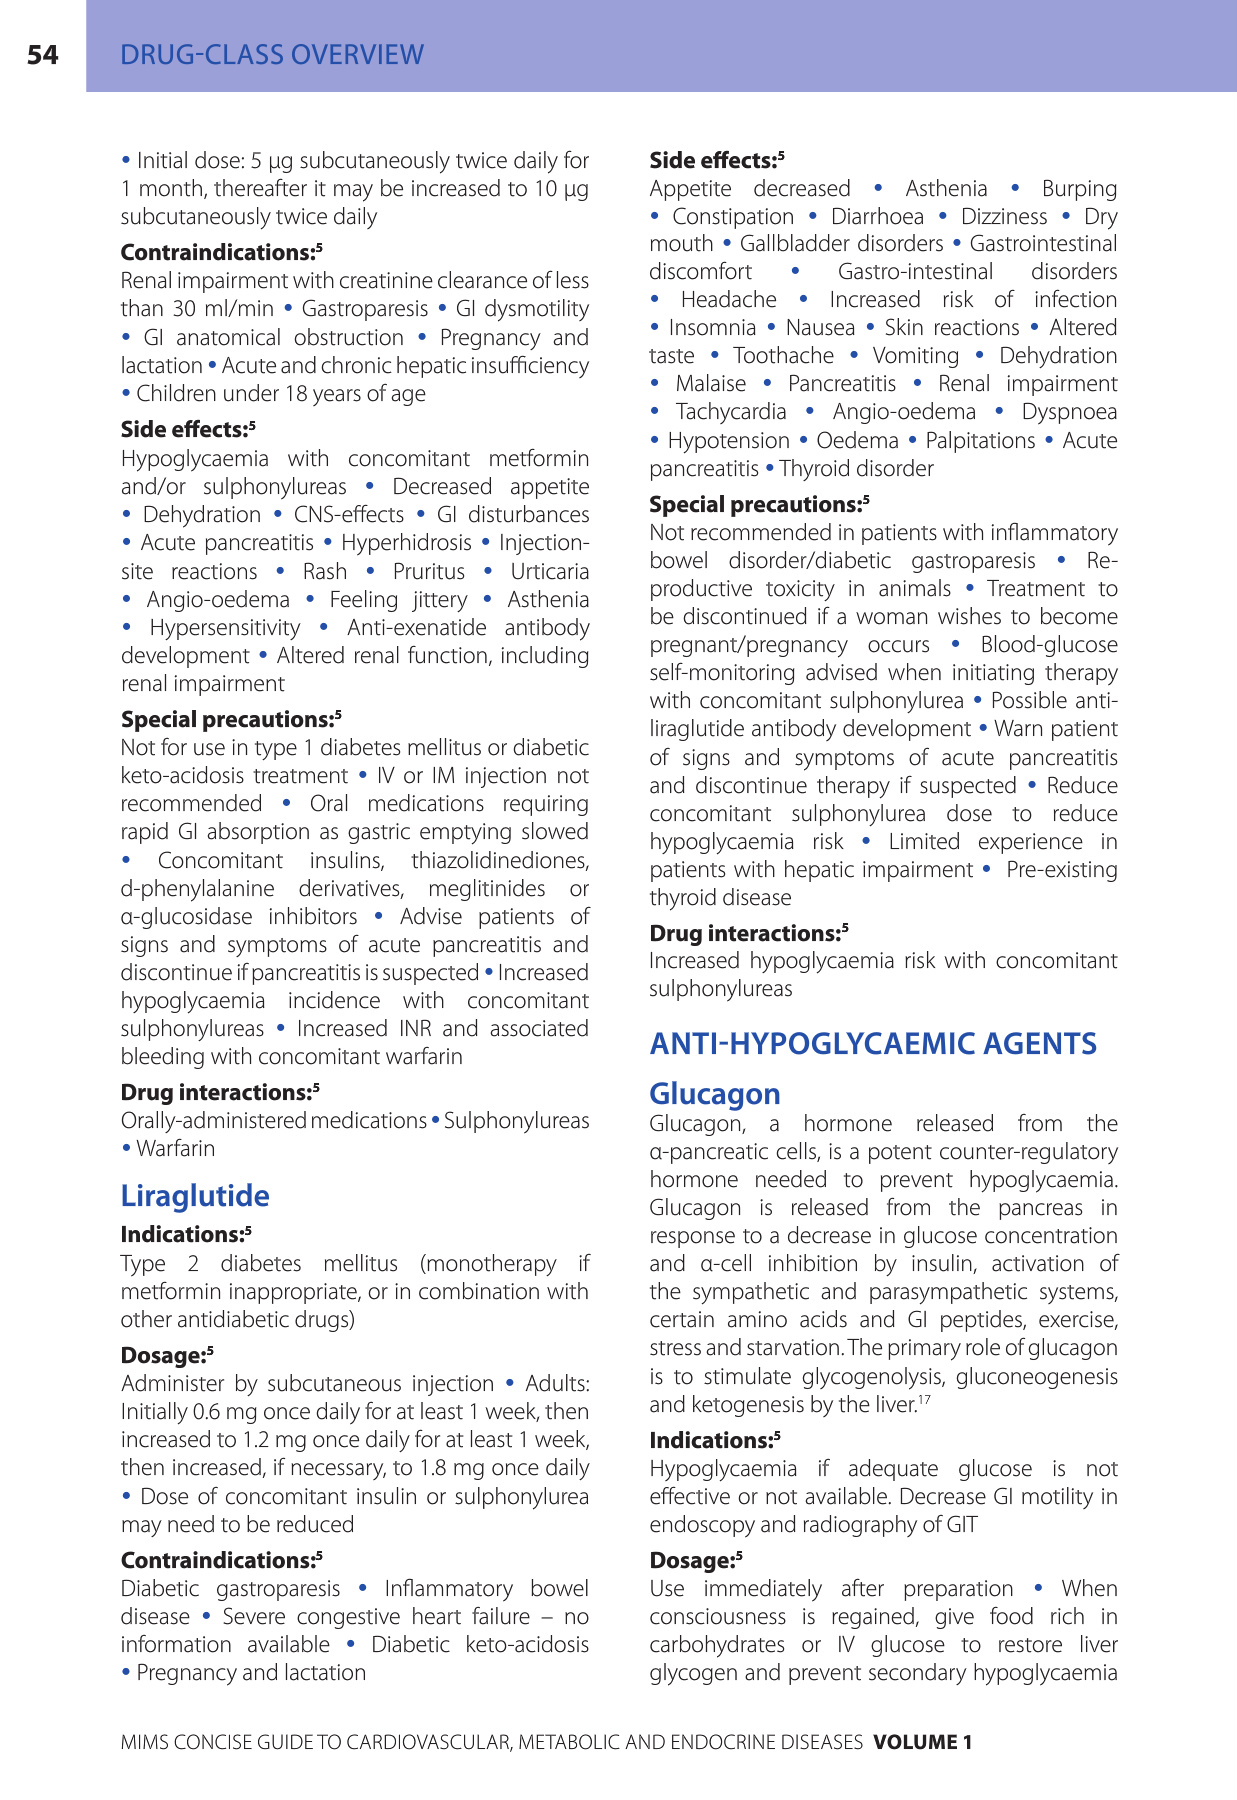 54
DRUG-CLASS OVERVIEW
• Initial dose: 5 μg subcutaneously twice daily for
1 month, thereafter it may be increased to 10 μg
subcutaneously twice daily
Contraindications:⁵
Renal impairment with creatinine clearance of less
than 30 ml/min • Gastroparesis • GI dysmotility
• GI anatomical obstruction • Pregnancy and
lactation • Acute and chronic hepatic insufficiency
• Children under 18 years of age
Side effects:⁵
Hypoglycaemia with concomitant metformin
and/or sulphonylureas • Decreased appetite
• Dehydration • CNS-effects • GI disturbances
• Acute pancreatitis • Hyperhidrosis • Injection-
site reactions • Rash • Pruritus • Urticaria
• Angio-oedema • Feeling jittery • Asthenia
• Hypersensitivity • Anti-exenatide antibody
development • Altered renal function, including
renal impairment
Special precautions:⁵
Not for use in type 1 diabetes mellitus or diabetic
keto-acidosis treatment • IV or IM injection not
recommended • Oral medications requiring
rapid GI absorption as gastric emptying slowed
• Concomitant insulins, thiazolidinediones,
d-phenylalanine derivatives, meglitinides or
α-glucosidase inhibitors • Advise patients of
signs and symptoms of acute pancreatitis and
discontinue if pancreatitis is suspected • Increased
hypoglycaemia incidence with concomitant
sulphonylureas • Increased INR and associated
bleeding with concomitant warfarin
Drug interactions:⁵
Orally-administered medications • Sulphonylureas
• Warfarin
Liraglutide
Indications:⁵
Type 2 diabetes mellitus (monotherapy if
metformin inappropriate, or in combination with
other antidiabetic drugs)
Dosage:⁵
Administer by subcutaneous injection • Adults:
Initially 0.6 mg once daily for at least 1 week, then
increased to 1.2 mg once daily for at least 1 week,
then increased, if necessary, to 1.8 mg once daily
• Dose of concomitant insulin or sulphonylurea
may need to be reduced
Contraindications:⁵
Diabetic gastroparesis • Inflammatory bowel
disease • Severe congestive heart failure – no
information available • Diabetic keto-acidosis
• Pregnancy and lactation
Side effects:⁵
Appetite decreased • Asthenia • Burping
• Constipation • Diarrhoea • Dizziness • Dry
mouth • Gallbladder disorders • Gastrointestinal
discomfort • Gastro-intestinal disorders
• Headache • Increased risk of infection
• Insomnia • Nausea • Skin reactions • Altered
taste • Toothache • Vomiting • Dehydration
• Malaise • Pancreatitis • Renal impairment
• Tachycardia • Angio-oedema • Dyspnoea
• Hypotension • Oedema • Palpitations • Acute
pancreatitis • Thyroid disorder
Special precautions:⁵
Not recommended in patients with inflammatory
bowel disorder/diabetic gastroparesis • Re-
productive toxicity in animals • Treatment to
be discontinued if a woman wishes to become
pregnant/pregnancy occurs • Blood-glucose
self-monitoring advised when initiating therapy
with concomitant sulphonylurea • Possible anti-
liraglutide antibody development • Warn patient
of signs and symptoms of acute pancreatitis
and discontinue therapy if suspected • Reduce
concomitant sulphonylurea dose to reduce
hypoglycaemia risk • Limited experience in
patients with hepatic impairment • Pre-existing
thyroid disease
Drug interactions:⁵
Increased hypoglycaemia risk with concomitant
sulphonylureas
ANTI-HYPOGLYCAEMIC AGENTS
Glucagon
Glucagon, a hormone released from the
α-pancreatic cells, is a potent counter-regulatory
hormone needed to prevent hypoglycaemia.
Glucagon is released from the pancreas in
response to a decrease in glucose concentration
and α-cell inhibition by insulin, activation of
the sympathetic and parasympathetic systems,
certain amino acids and GI peptides, exercise,
stress and starvation. The primary role of glucagon
is to stimulate glycogenolysis, gluconeogenesis
and ketogenesis by the liver.¹⁷
Indications:⁵
Hypoglycaemia if adequate glucose is not
effective or not available. Decrease GI motility in
endoscopy and radiography of GIT
Dosage:⁵
Use immediately after preparation • When
consciousness is regained, give food rich in
carbohydrates or IV glucose to restore liver
glycogen and prevent secondary hypoglycaemia
MIMS CONCISE GUIDE TO CARDIOVASCULAR, METABOLIC AND ENDOCRINE DISEASES VOLUME 1